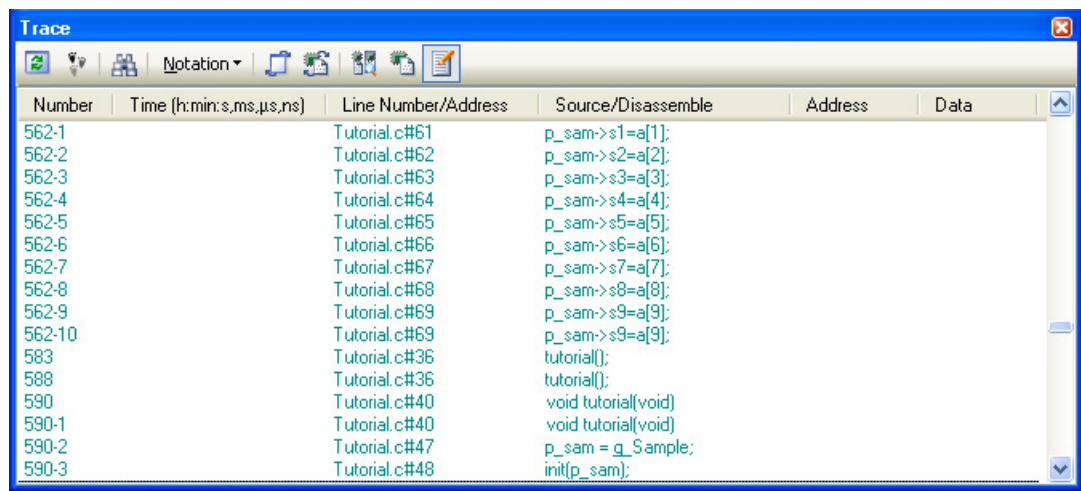 Trace
Notation
Number Time (h:min:s,ms,µs,ns) Line Number/Address Source/Disassemble Address Data
562-1 Tutorial.c#61 p_sam->s1=a[1];
562-2 Tutorial.c#62 p_sam->s2=a[2];
562-3 Tutorial.c#63 p_sam->s3=a[3];
562-4 Tutorial.c#64 p_sam->s4=a[4];
562-5 Tutorial.c#65 p_sam->s5=a[5];
562-6 Tutorial.c#66 p_sam->s6=a[6];
562-7 Tutorial.c#67 p_sam->s7=a[7];
562-8 Tutorial.c#68 p_sam->s8=a[8];
562-9 Tutorial.c#69 p_sam->s9=a[9];
562-10 Tutorial.c#69 p_sam->s9=a[9];
583 Tutorial.c#36 tutorial();
588 Tutorial.c#36 tutorial();
590 Tutorial.c#40 void tutorial(void)
590-1 Tutorial.c#40 void tutorial(void)
590-2 Tutorial.c#47 p_sam = g_Sample;
590-3 Tutorial.c#48 init(p_sam);